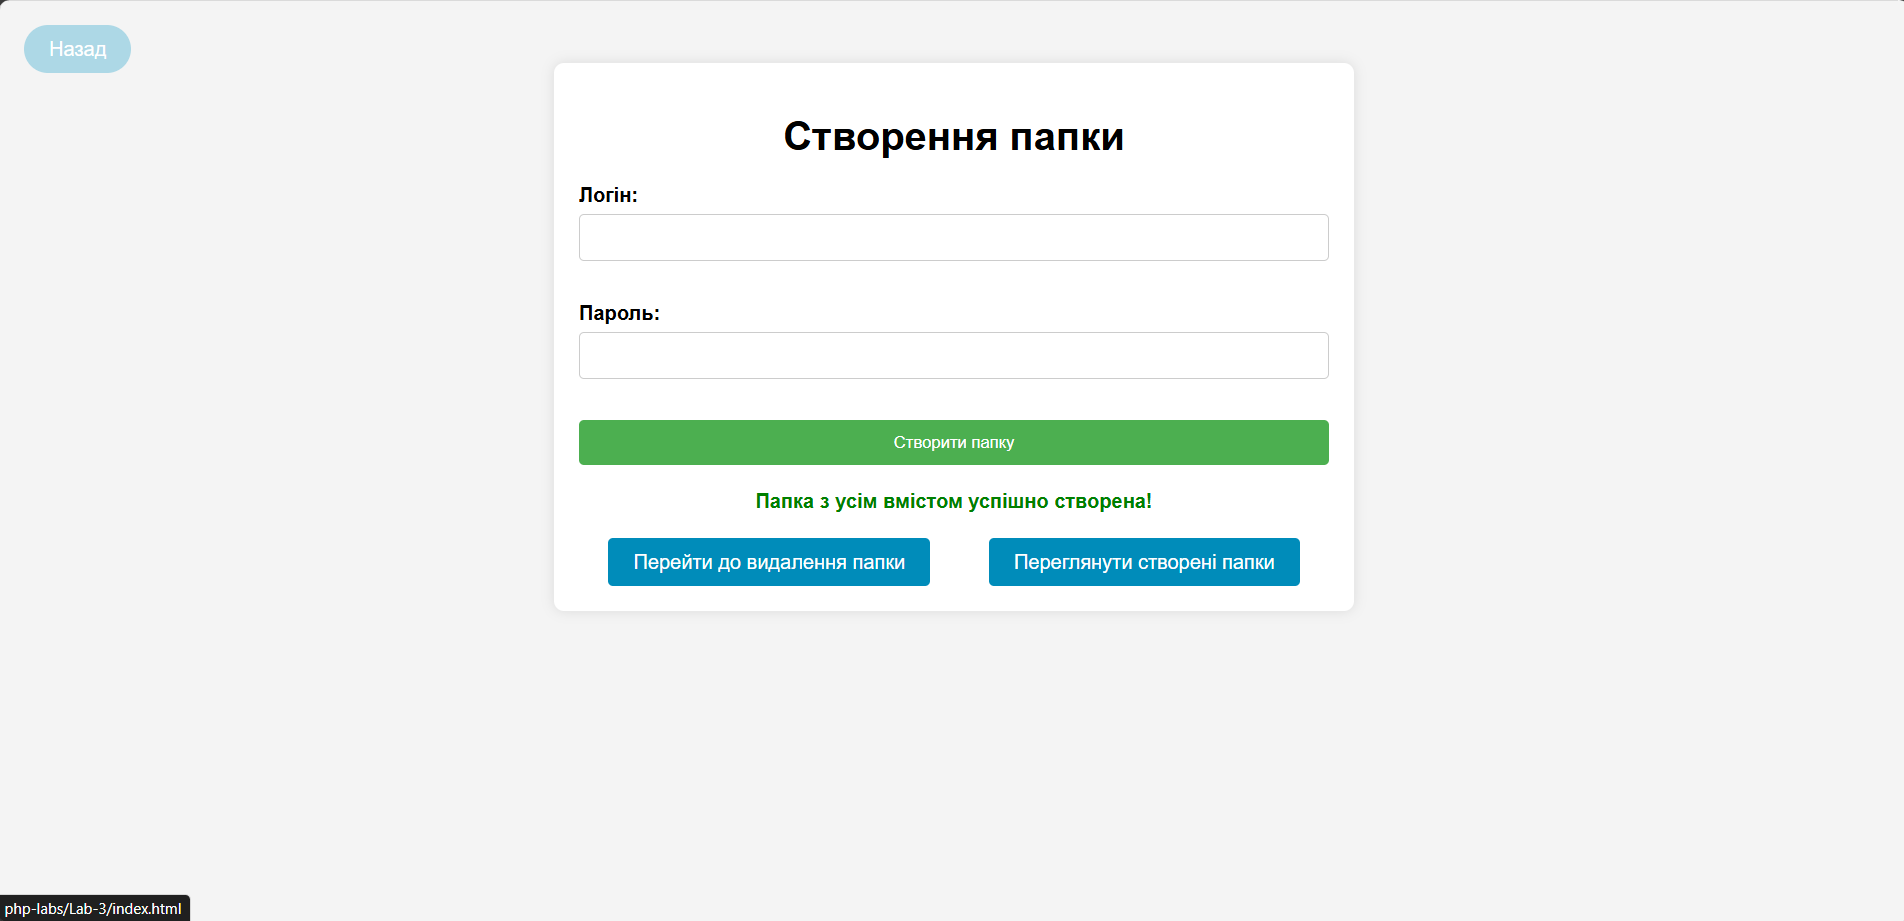 Назад
Створення папки
Логін:
Пароль:
Створити папку
Папка з усім вмістом успішно створена!
Перейти до видалення папки
Переглянути створені папки
php-labs/Lab-3/index.html